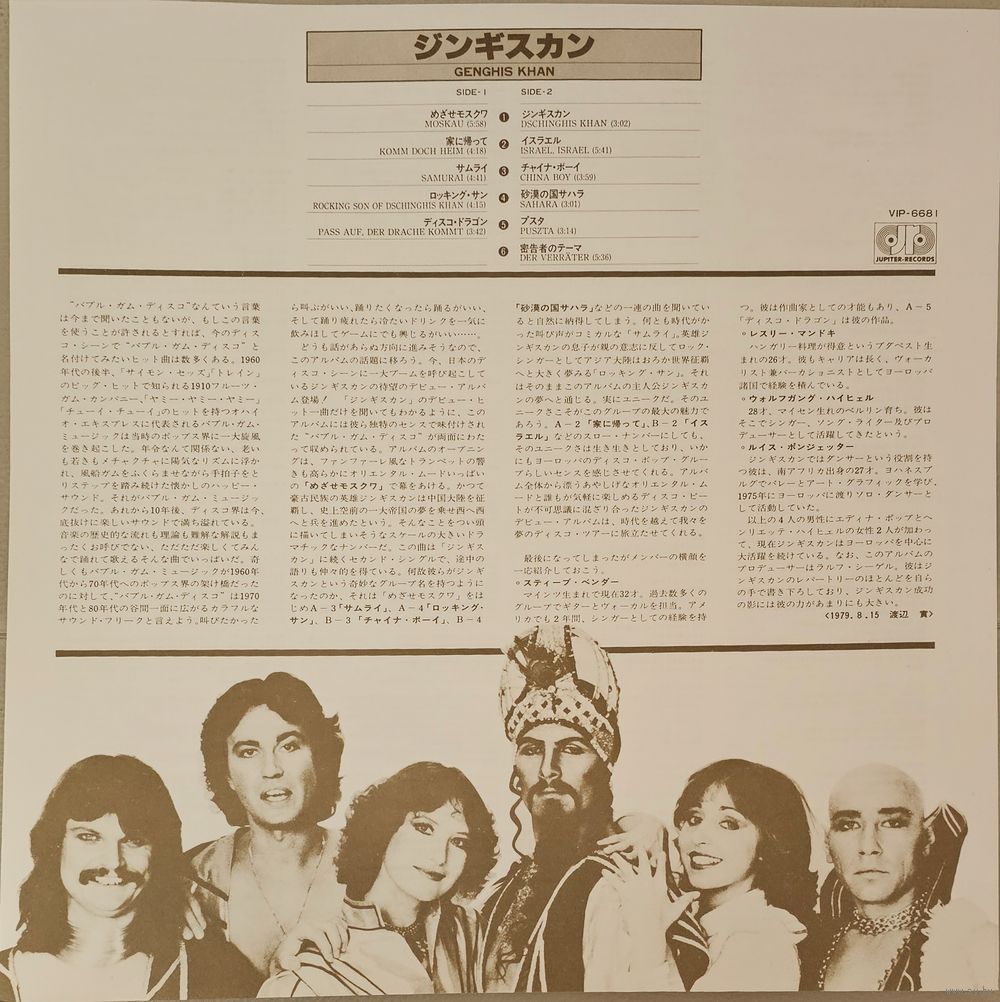 ジンギスカン
GENGHIS KHAN
SIDE-1
SIDE-2
めざせモスクワ
MOSKAU (5:58)
1
ジンギスカン
DSCHINGHIS KHAN (3:02)
家に帰って
KOMM DOCH HEIM (4:18)
2
イスラエル
ISRAEL, ISRAEL (5:41)
サムライ
SAMURAI (4:41)
3
チャイナ・ボーイ
CHINA BOY ((3:59)
ロッキング・サン
ROCKING SON OF DSCHINGHIS KHAN (4:15)
4
砂漠の国サハラ
SAHARA (3:01)
ディスコ・ドラゴン
PASS AUF, DER DRACHE KOMMT (3:42)
5
プスタ
PUSZTA (3:14)
6
密告者のテーマ
DER VERRÄTER (5:36)
VIP-6681
JUPITER-RECORDS
"バブル・ガム・ディスコ"なんていう言葉
は今まで聞いたこともないが、もしこの言葉
を使うことが許されるとすれば、今のディス
コ・シーンで"バブル・ガム・ディスコ"と
名付けてみたいヒット曲は数多くある。1960
年代の後半、「サイモン・セッズ」「トレイン」
のビッグ・ヒットで知られる1910フルーツ・
ガム・カンパニー、「ヤミー・ヤミー・ヤミー」
「チューイ・チューイ」のヒットを持つオハイ
オ・エキスプレスに代表されるバブル・ガム・
ミュージックは当時のポップス界に一大旋風
を巻き起こした。年令なんて関係ない、老い
も若きもメチャクチャに陽気なリズムに浮か
れ、風船ガムをふくらませながら手拍子をと
りステップを踏み続けた懐かしのハッピー・
サウンド。それがバブル・ガム・ミュージッ
クだった。あれから10年後、ディスコ界は今、
底抜けに楽しいサウンドで満ち溢れている。
音楽の歴史的な流れも理論も難解な解説もま
ったくお呼びでない、ただただ楽しくてみん
なで踊れて歌えるそんな曲でいっぱいだ。奇
しくもバブル・ガム・ミュージックが1960年
代から70年代へのポップス界の架け橋だった
のに対して、"バブル・ガム・ディスコ"は1970
年代と80年代の谷間一面に広がるカラフルな
サウンド・フリークと言えよう。叫びたかった
ら叫ぶがいい、踊りたくなったら踊るがいい、
そして踊り疲れたら冷たいドリンクを一気に
飲みほしてゲームにでも興じるがいい……。
どうも話があらぬ方向に進みそうなので、
このアルバムの話題に移ろう。今、日本のデ
ィスコ・シーンに一大ブームを呼び起こして
いるジンギスカンの待望のデビュー・アルバ
ム登場！「ジンギスカン」のデビュー・ヒ
ット一曲だけを聞いてもわかるように、この
アルバムには彼ら独特のセンスで味付けされ
た"バブル・ガム・ディスコ"が両面にわた
って収められている。アルバムのオープニン
グは、ファンファーレ風なトランペットの響
きも高らかにオリエンタル・ムードいっぱい
の「めざせモスクワ」で幕をあける。かつて
蒙古民族の英雄ジンギスカンは中国大陸を征
覇し、史上空前の一大帝国の夢を乗せ西へ西
へと兵を進めたという。そんなことをつい頭
に描いてしまいそうなスケールの大きいドラ
マチックなナンバーだ。この曲は「ジンギス
カン」に続くセカンド・シングルで、途中の
語りも仲々的を得ている。何故彼らがジンギ
スカンという奇妙なグループ名を持つように
なったのか、それは「めざせモスクワ」をは
じめA－3「サムライ」、A－4「ロッキング・
サン」、B－3「チャイナ・ボーイ」、B－4
「砂漠の国サハラ」などの一連の曲を聞いてい
ると自然に納得してしまう。何とも時代がか
った叫び声がコミカルな「サムライ」。英雄ジ
ンギスカンの息子が親の意志に反してロック・
シンガーとしてアジア大陸はおろか世界征覇
へと大きく夢みる「ロッキング・サン」。それ
はそのままこのアルバムの主人公ジンギスカ
ンの夢へと通じる。実にユニークだ。そのユ
ニークさこそがこのグループの最大の魅力で
あろう。A－2「家に帰って」、B－2「イス
ラエル」などのスロー・ナンバーにしても、
そのユニークさは生き生きとしており、いか
にもヨーロッパのディスコ・ポップ・グルー
プらしいセンスを感じさせてくれる。アルバ
ム全体から漂うあやしげなオリエンタル・ム
ードと誰もが気軽に楽しめるディスコ・ビー
トが不可思議に混ざり合ったジンギスカンの
デビュー・アルバムは、時代を越えて我々を
夢のディスコ・ツアーに旅立たせてくれる。
最後になってしまったがメンバーの横顔を
一応紹介しておこう。
○スティーブ・ベンダー
マインツ生まれで現在32才。過去数多くの
グループでギターとヴォーカルを担当。アメ
リカでも2年間、シンガーとしての経験を持
つ。彼は作曲家としての才能もあり、A－5
「ディスコ・ドラゴン」は彼の作品。
○レスリー・マンドキ
ハンガリー料理が得意というブダペスト生
まれの26才。彼もキャリアは長く、ヴォーカ
リスト兼パーカショニストとしてヨーロッパ
諸国で経験を積んでいる。
○ウォルフガング・ハイヒェル
28才、マイセン生れのベルリン育ち。彼は
そこでシンガー、ソング・ライター及びプロ
デューサーとして活躍してきたという。
○ルイス・ポンジェッター
ジンギスカンではダンサーという役割を持
つ彼は、南アフリカ出身の27才。ヨハネスブ
ルグでバレーとアート・グラフィックを学び、
1975年にヨーロッパに渡りソロ・ダンサーと
して活動していた。
以上の4人の男性にエディナ・ポップとヘ
ンリエッテ・ハイヒェルの女性2人が加わっ
て、現在ジンギスカンはヨーロッパを中心に
大活躍を続けている。なお、このアルバムの
プロデューサーはラルフ・シーゲル。彼はジ
ンギスカンのレパートリーのほとんどを自ら
の手で書き下ろしており、ジンギスカン成功
の影には彼の力があまりにも大きい。
<1979. 8. 15 渡辺 実>